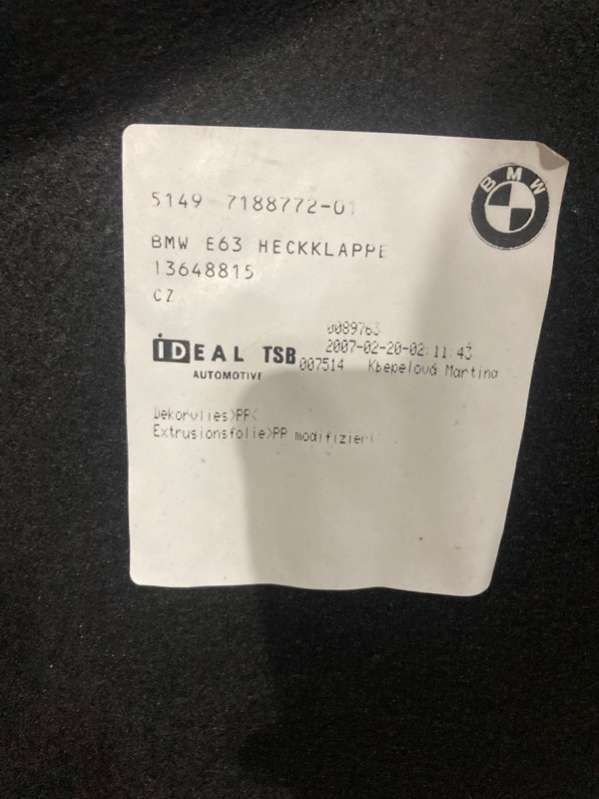 BMW
5149 7188772-01
BMW E63 HECKKLAPPE
13648815
CZ
0089763
IDEAL TSB 2007-02-20-02:11:43
AUTOMOTIVE 007514 Martina
Dekorvlies>PP<
Extrusionsfolie>PP modifiziert